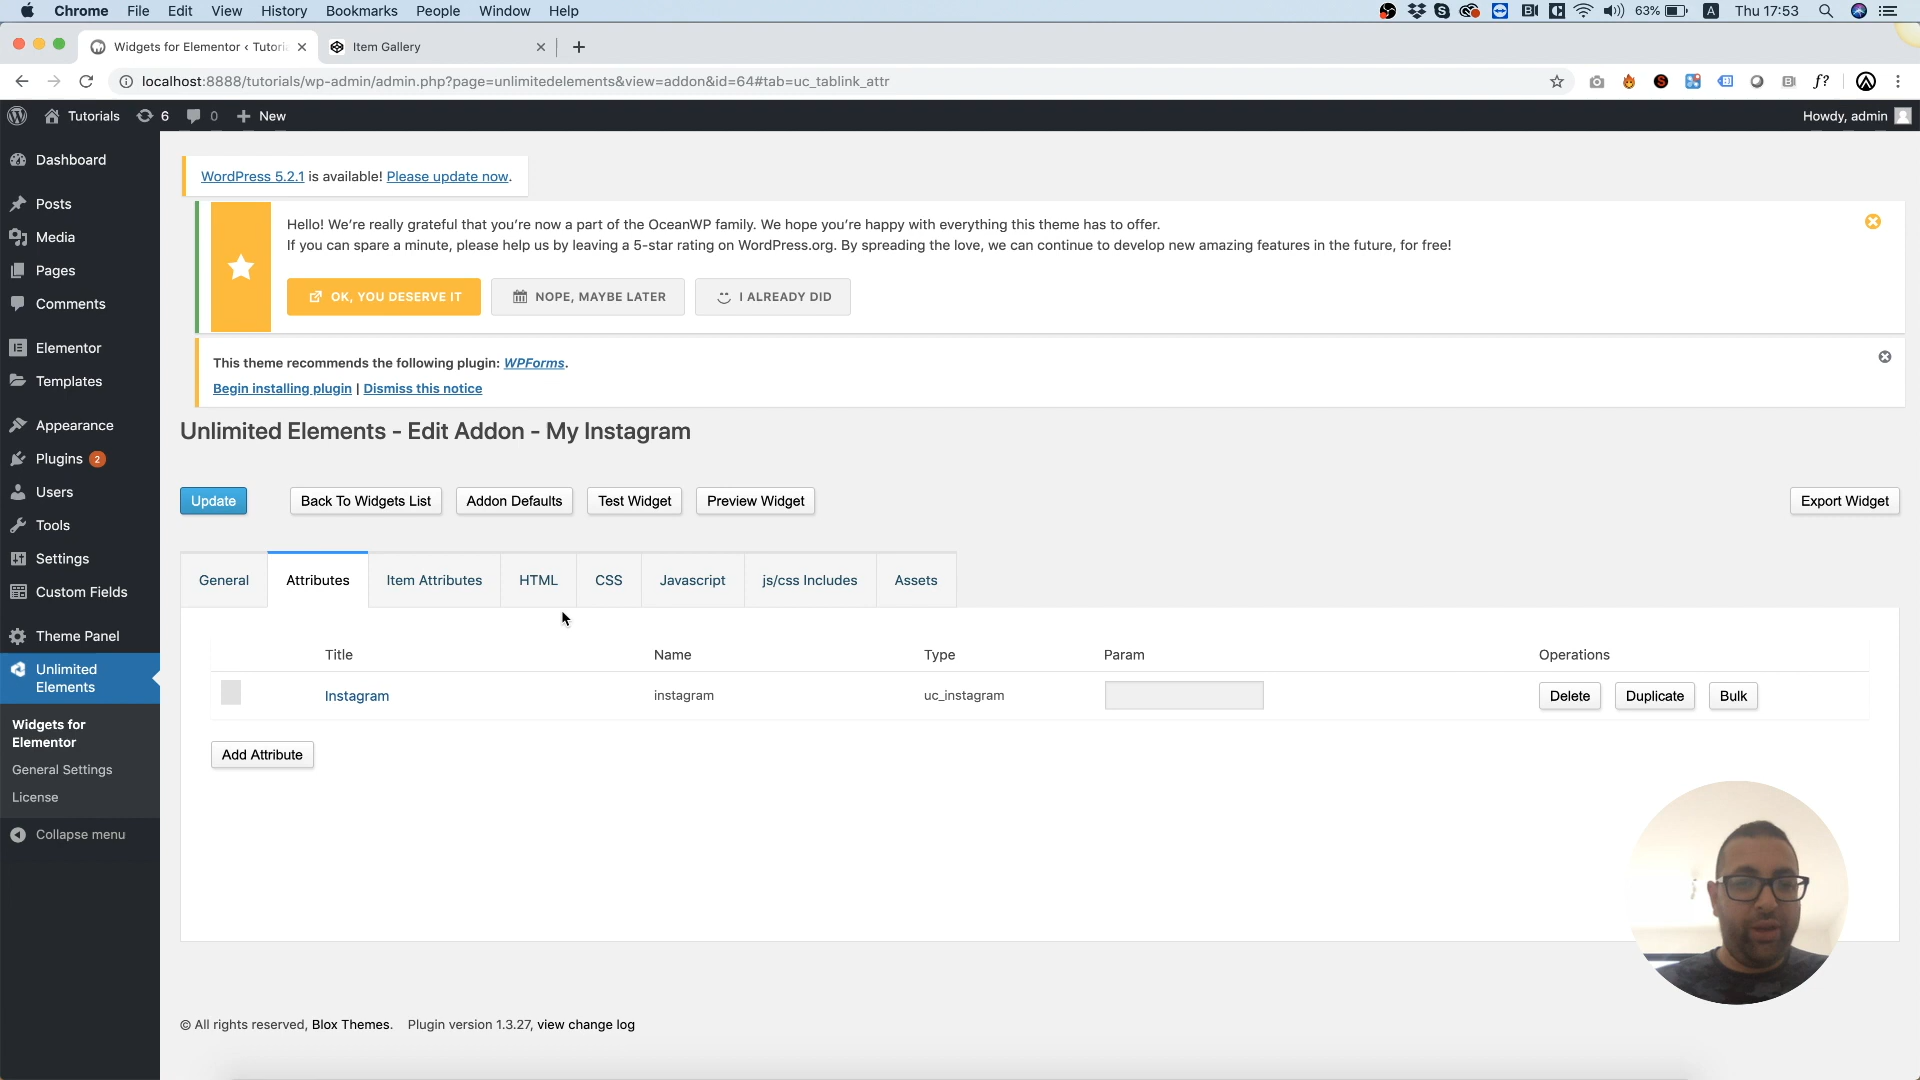 Chrome File Edit View History Bookmarks People Window Help
63% A Thu 17:53
Widgets for Elementor ‹ Tutoria
Item Gallery
localhost:8888/tutorials/wp-admin/admin.php?page=unlimitedelements&view=addon&id=64#tab=uc_tablink_attr
f?
Tutorials 6 0 New
Howdy, admin
Dashboard
Posts
Media
Pages
Comments
Elementor
Templates
Appearance
Plugins 2
Users
Tools
Settings
Custom Fields
Theme Panel
Unlimited
Elements
Widgets for
Elementor
General Settings
License
Collapse menu
WordPress 5.2.1 is available! Please update now.
Hello! We’re really grateful that you’re now a part of the OceanWP family. We hope you’re happy with everything this theme has to offer.
If you can spare a minute, please help us by leaving a 5-star rating on WordPress.org. By spreading the love, we can continue to develop new amazing features in the future, for free!
OK, YOU DESERVE IT
NOPE, MAYBE LATER
I ALREADY DID
This theme recommends the following plugin: WPForms.
Begin installing plugin | Dismiss this notice
Unlimited Elements - Edit Addon - My Instagram
Update
Back To Widgets List
Addon Defaults
Test Widget
Preview Widget
Export Widget
General
Attributes
Item Attributes
HTML
CSS
Javascript
js/css Includes
Assets
Title Name Type Param Operations
Instagram instagram uc_instagram Delete Duplicate Bulk
Add Attribute
© All rights reserved, Blox Themes. Plugin version 1.3.27, view change log